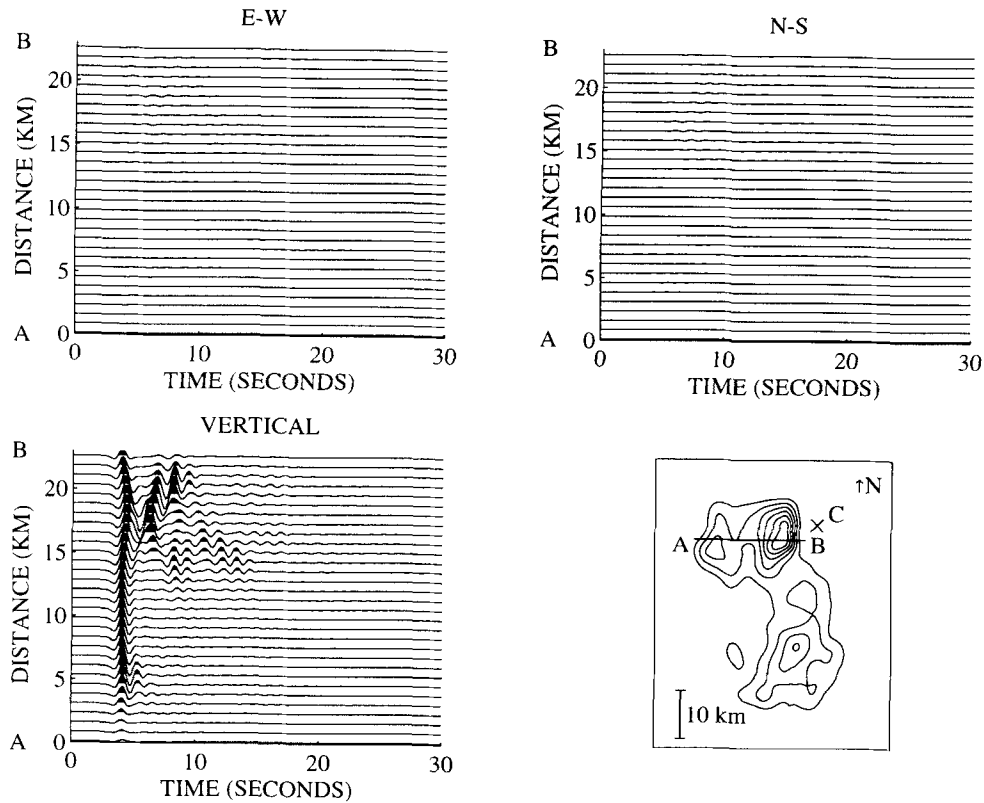 E-W
B
DISTANCE (KM)
20
15
10
5
0
A
0 10 20 30
TIME (SECONDS)
N-S
B
DISTANCE (KM)
20
15
10
5
0
A
0 10 20 30
TIME (SECONDS)
VERTICAL
B
DISTANCE (KM)
20
15
10
5
0
A
0 10 20 30
TIME (SECONDS)
↑N
C
A
B
10 km